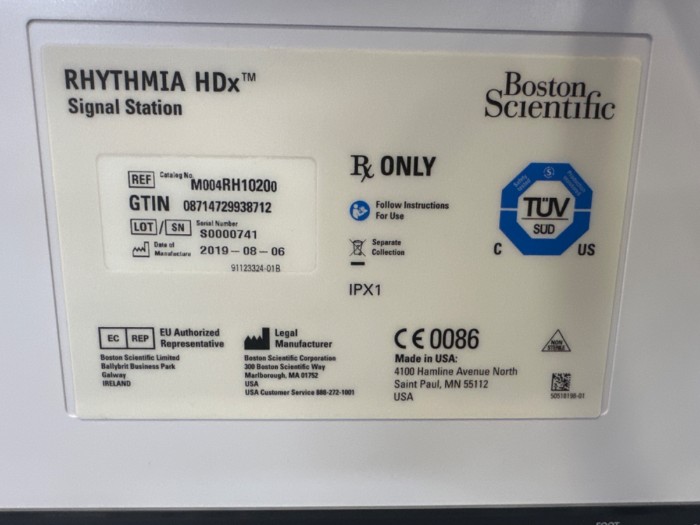 RHYTHMIA HDx™
Signal Station
Boston
Scientific
REF Catalog No. M004RH10200
GTIN 08714729938712
LOT / SN Serial Number S0000741
Date of Manufacture 2019-08-06
91123324-01B
Rx ONLY
Follow Instructions
For Use
Separate
Collection
IPX1
TÜV
SÜD
C US
EC REP EU Authorized
Representative
Boston Scientific Limited
Ballybrit Business Park
Galway
IRELAND
Legal
Manufacturer
Boston Scientific Corporation
300 Boston Scientific Way
Marlborough, MA 01752
USA
USA Customer Service 888-272-1001
CE 0086
Made in USA:
4100 Hamline Avenue North
Saint Paul, MN 55112
USA
NON
STERILE
50518198-01